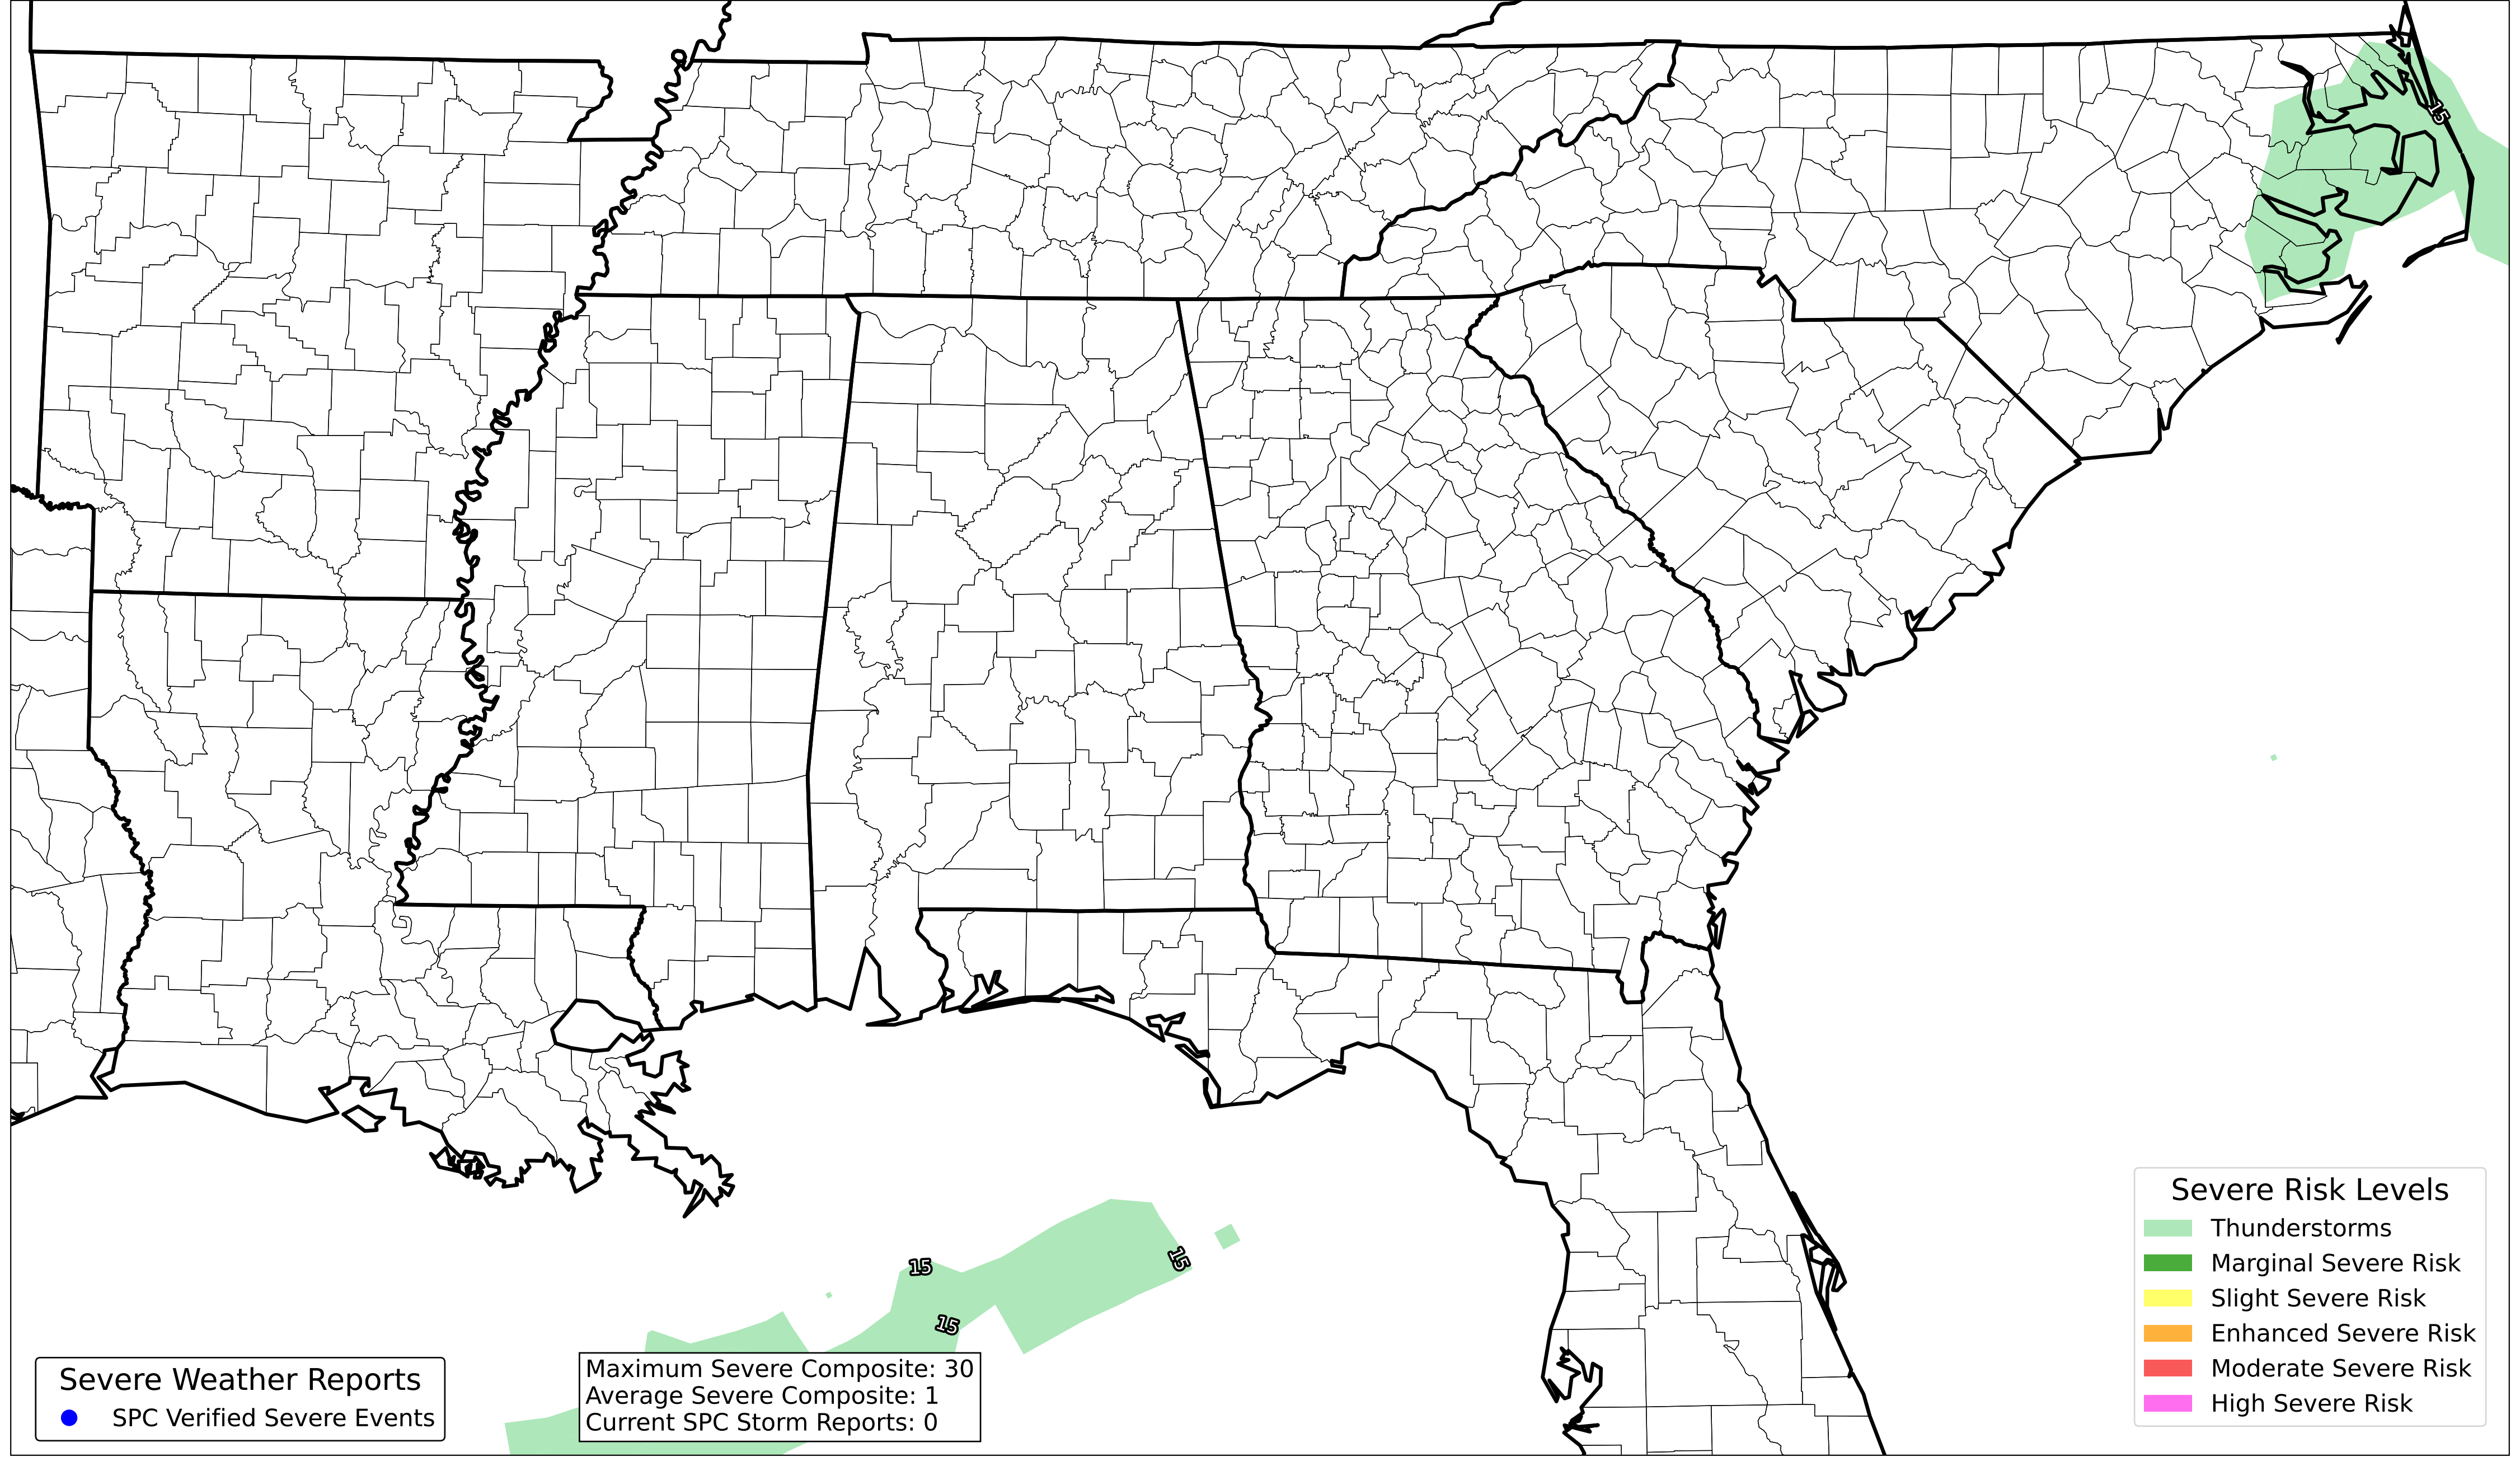 15
15
15
15
Severe Weather Reports
SPC Verified Severe Events
Maximum Severe Composite: 30
Average Severe Composite: 1
Current SPC Storm Reports: 0
Severe Risk Levels
Thunderstorms
Marginal Severe Risk
Slight Severe Risk
Enhanced Severe Risk
Moderate Severe Risk
High Severe Risk